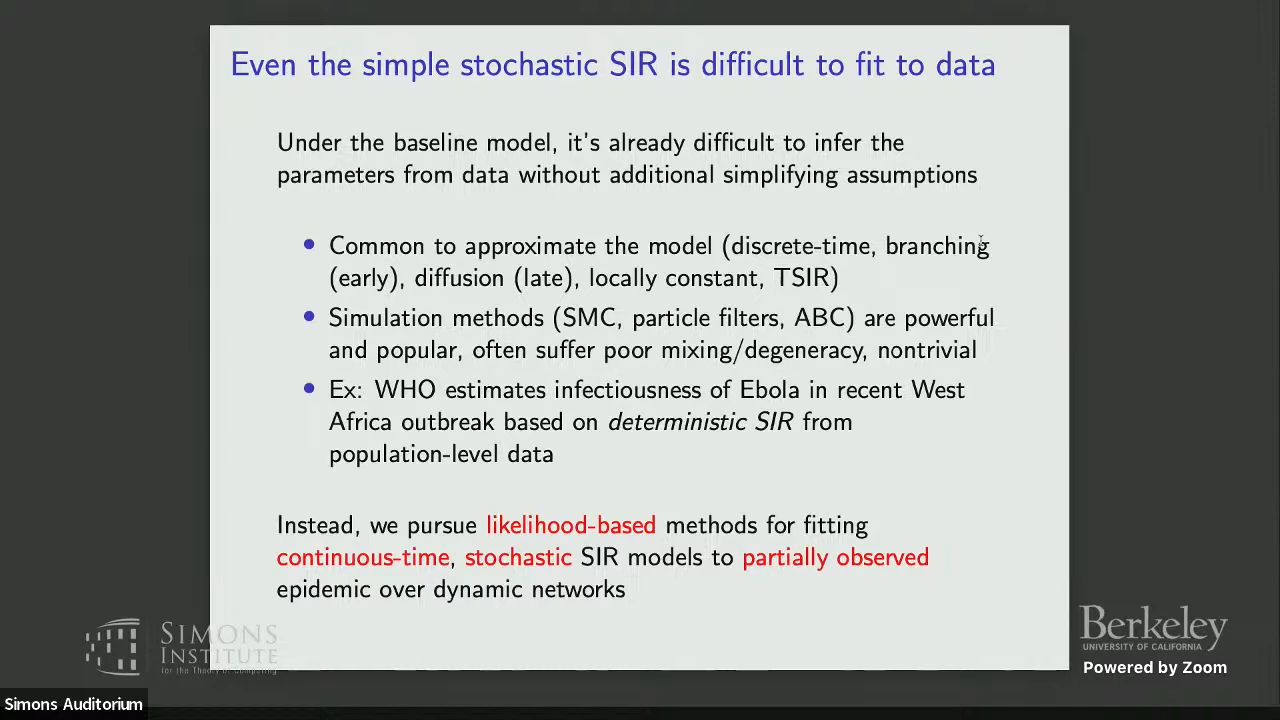 Even the simple stochastic SIR is difficult to fit to data
Under the baseline model, it's already difficult to infer the
parameters from data without additional simplifying assumptions
• Common to approximate the model (discrete-time, branching
(early), diffusion (late), locally constant, TSIR)
• Simulation methods (SMC, particle filters, ABC) are powerful
and popular, often suffer poor mixing/degeneracy, nontrivial
• Ex: WHO estimates infectiousness of Ebola in recent West
Africa outbreak based on deterministic SIR from
population-level data
Instead, we pursue likelihood-based methods for fitting
continuous-time, stochastic SIR models to partially observed
epidemic over dynamic networks
SIMONS
INSTITUTE
for the Theory of Computing
Berkeley
UNIVERSITY OF CALIFORNIA
Powered by Zoom
Simons Auditorium